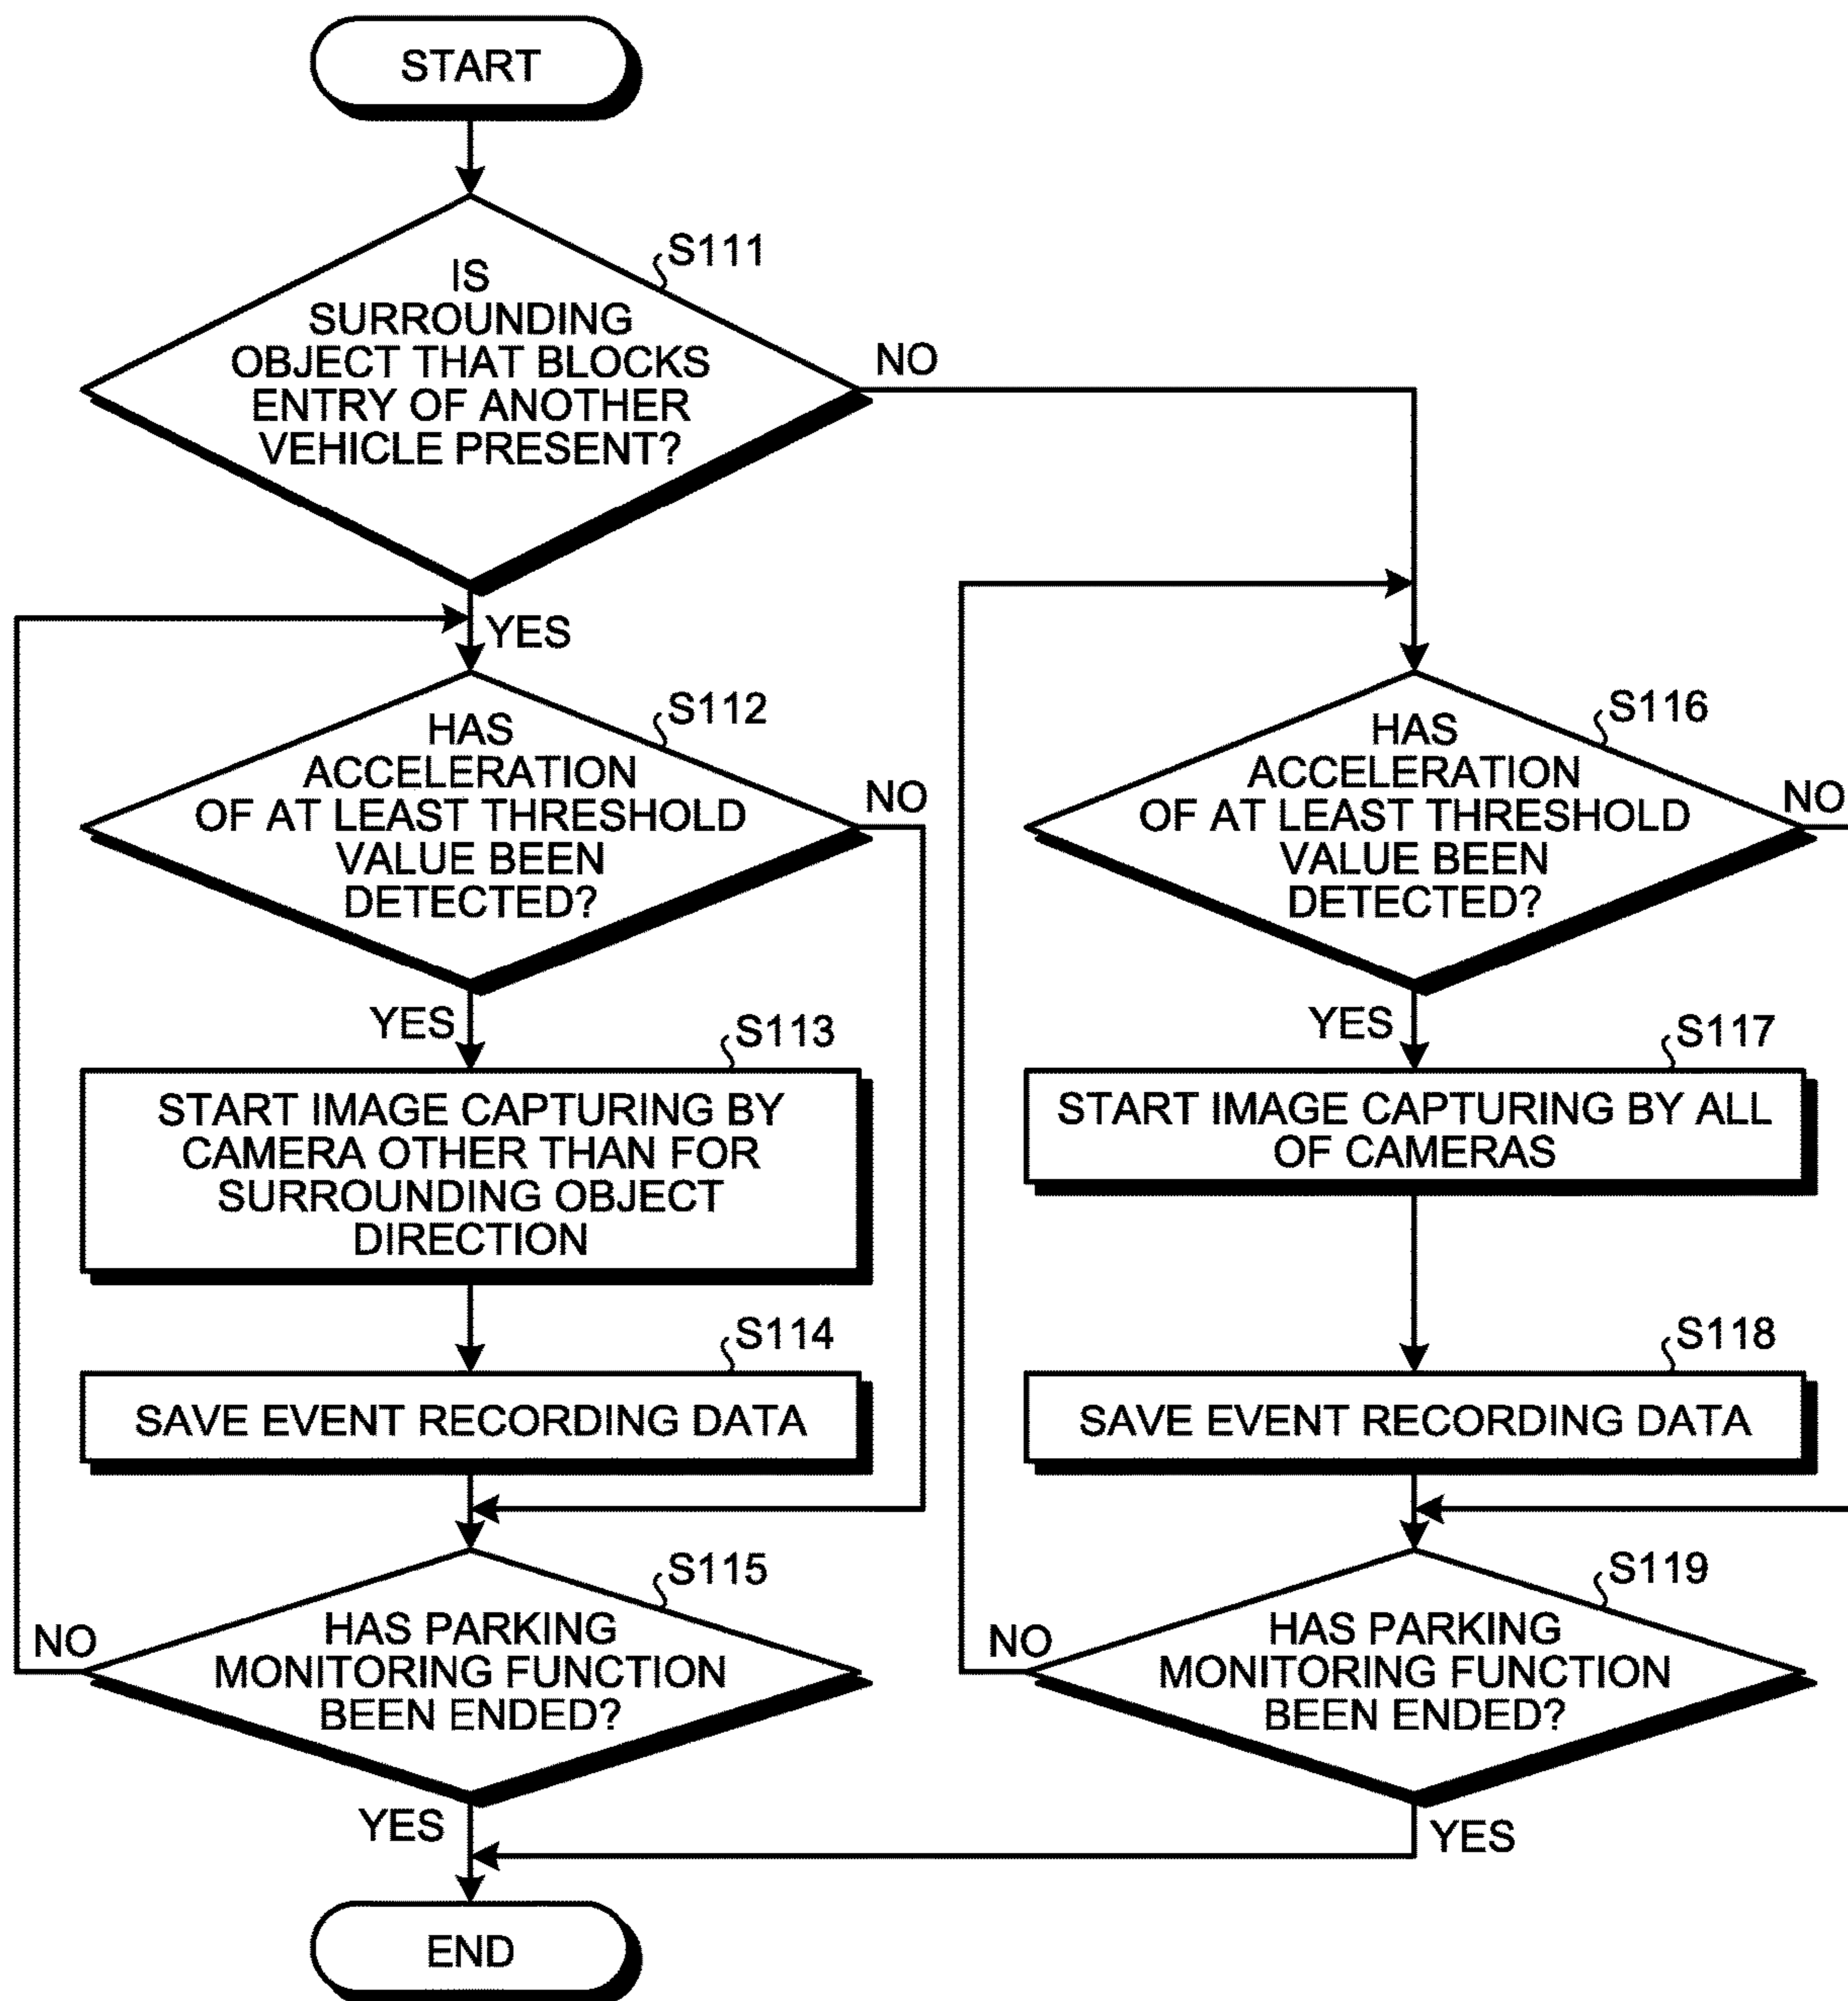 START
S111
IS
SURROUNDING
OBJECT THAT BLOCKS
ENTRY OF ANOTHER
VEHICLE PRESENT?
NO
YES
S112
HAS
ACCELERATION
OF AT LEAST THRESHOLD
VALUE BEEN
DETECTED?
NO
YES
S113
START IMAGE CAPTURING BY
CAMERA OTHER THAN FOR
SURROUNDING OBJECT
DIRECTION
S114
SAVE EVENT RECORDING DATA
S115
HAS PARKING
MONITORING FUNCTION
BEEN ENDED?
NO
YES
S116
HAS
ACCELERATION
OF AT LEAST THRESHOLD
VALUE BEEN
DETECTED?
NO
YES
S117
START IMAGE CAPTURING BY ALL
OF CAMERAS
S118
SAVE EVENT RECORDING DATA
S119
HAS PARKING
MONITORING FUNCTION
BEEN ENDED?
NO
YES
END